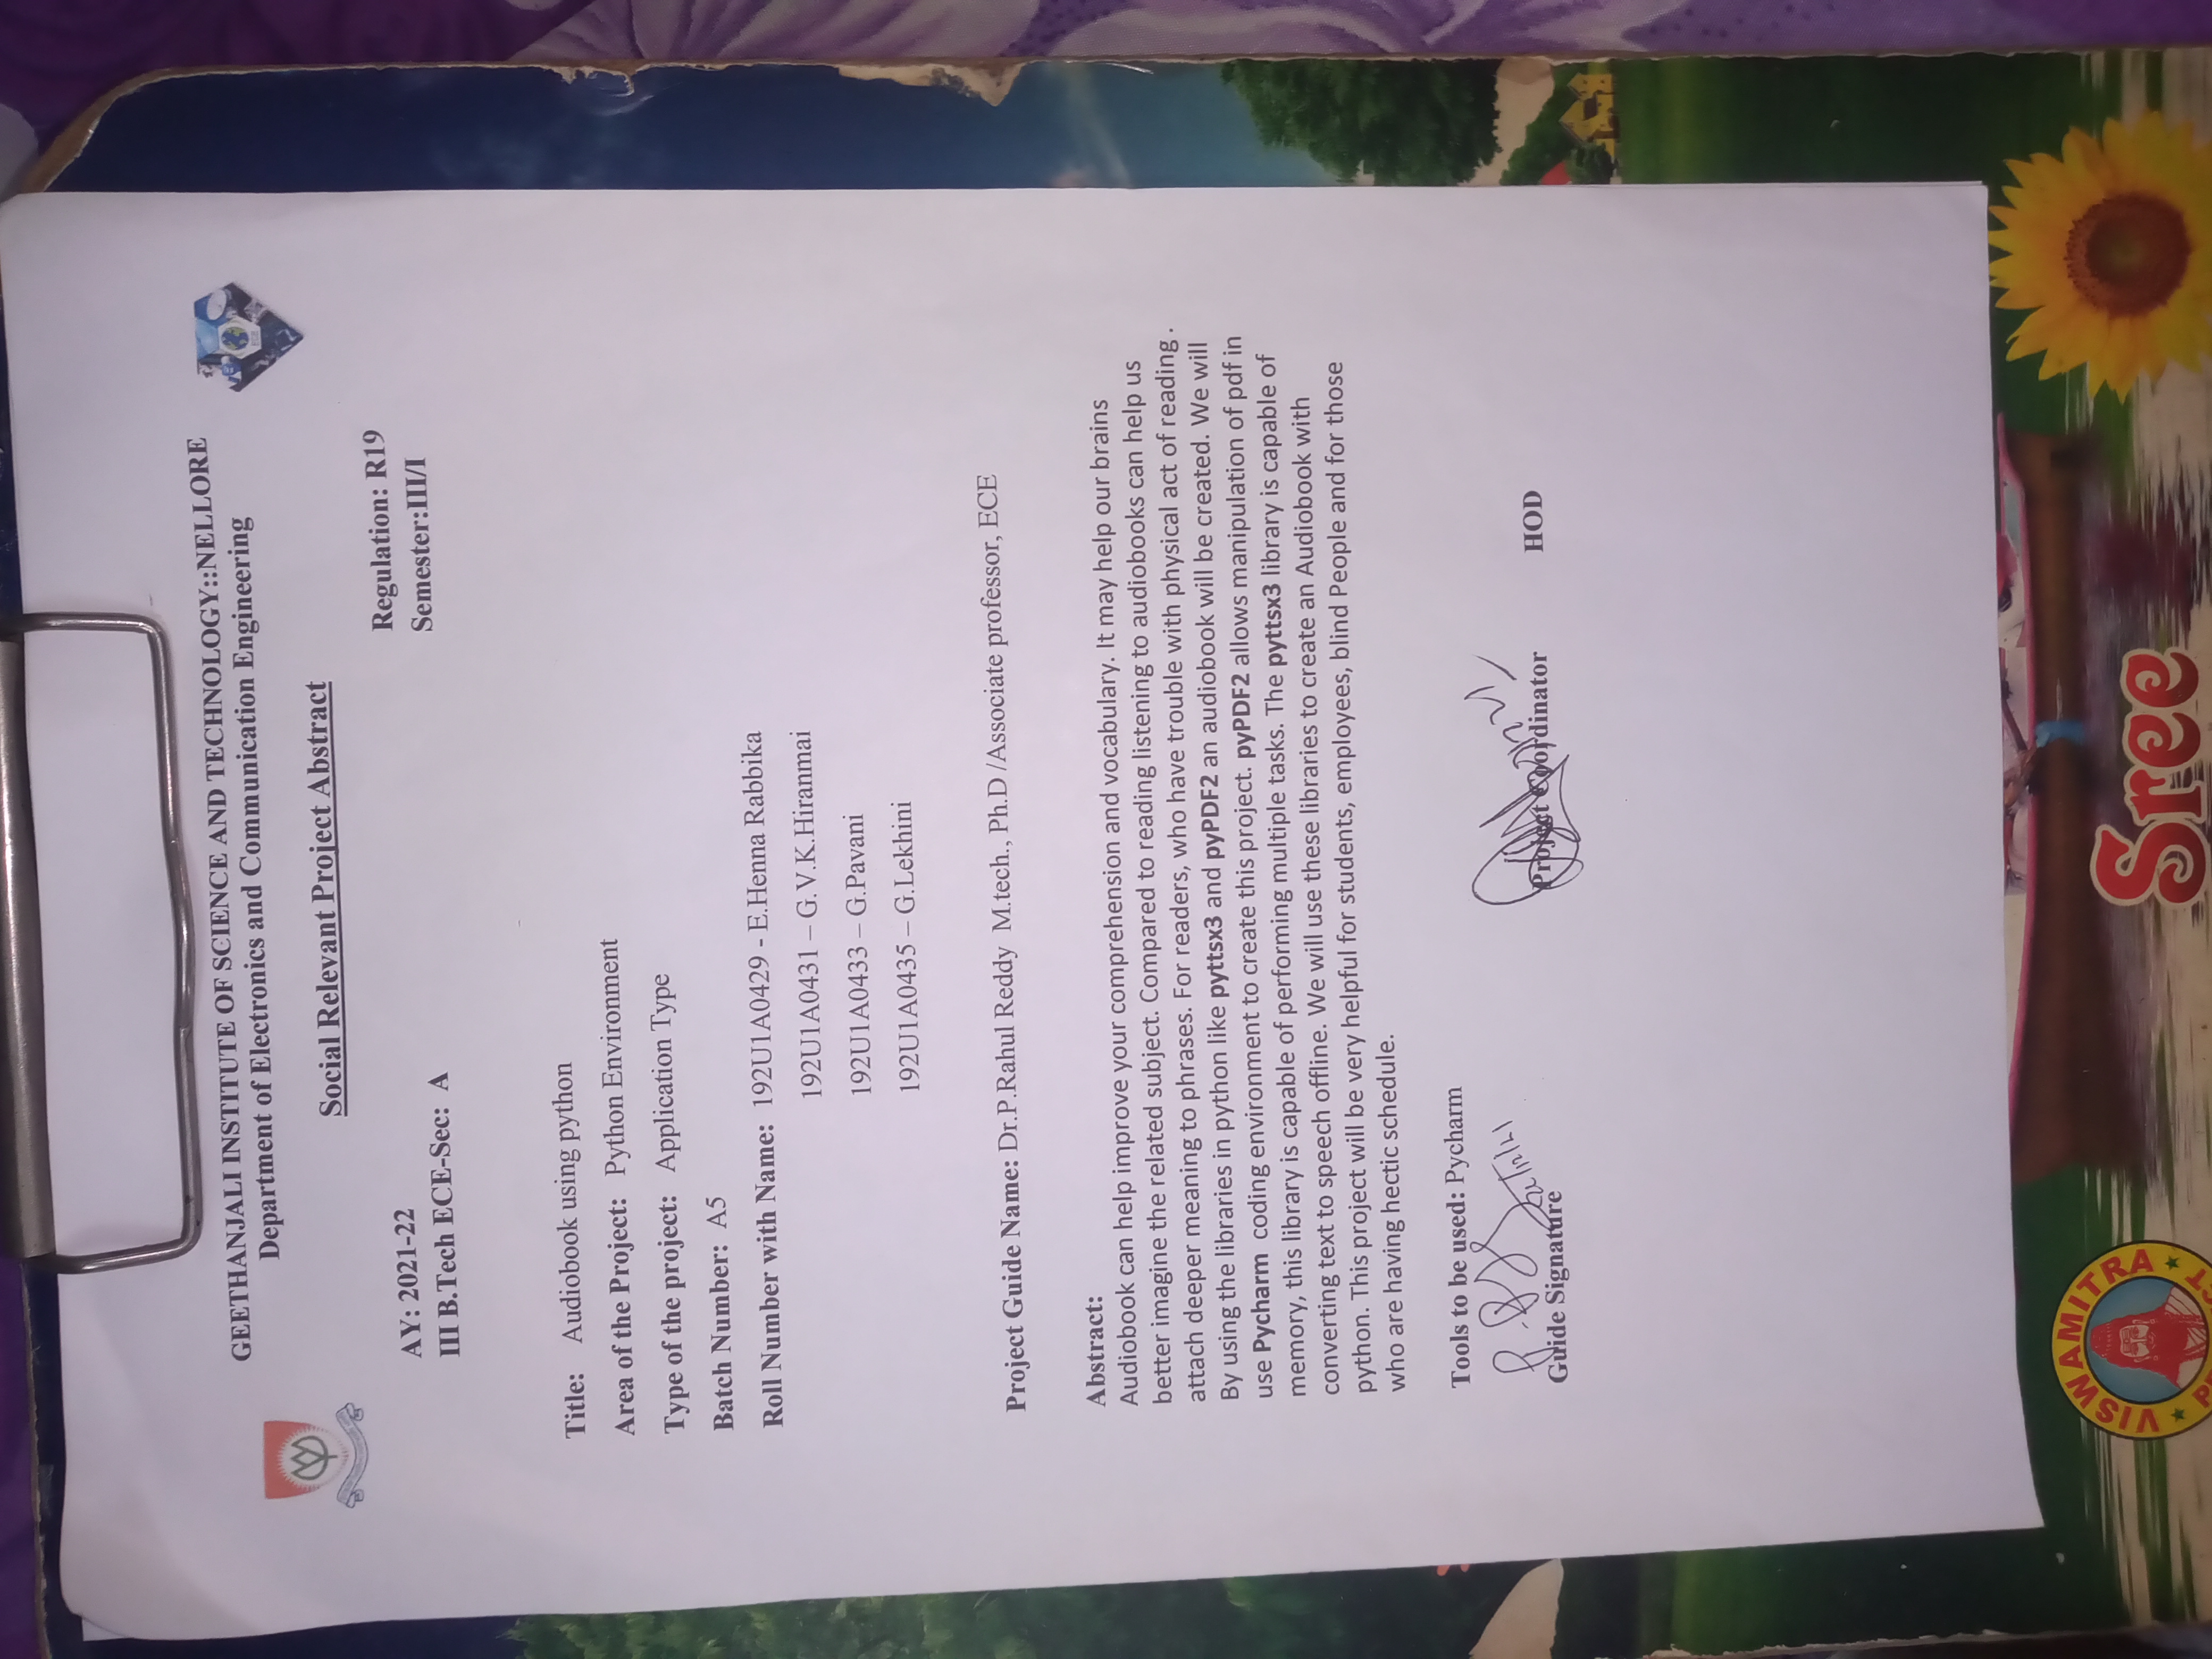 GEETHANJALI INSTITUTE OF SCIENCE AND TECHNOLOGY::NELLORE
Department of Electronics and Communication Engineering
Social Relevant Project Abstract
AY: 2021-22 Regulation: R19
III B.Tech ECE-Sec: A Semester:III/I
Title: Audiobook using python
Area of the Project: Python Environment
Type of the project: Application Type
Batch Number: A5
Roll Number with Name: 192U1A0429 - E.Henna Rabbika
192U1A0431 – G.V.K.Hiranmai
192U1A0433 – G.Pavani
192U1A0435 – G.Lekhini
Project Guide Name: Dr.P.Rahul Reddy M.tech., Ph.D /Associate professor, ECE
Abstract:
Audiobook can help improve your comprehension and vocabulary. It may help our brains
better imagine the related subject. Compared to reading listening to audiobooks can help us
attach deeper meaning to phrases. For readers, who have trouble with physical act of reading .
By using the libraries in python like pyttsx3 and pyPDF2 an audiobook will be created. We will
use Pycharm coding environment to create this project. pyPDF2 allows manipulation of pdf in
memory, this library is capable of performing multiple tasks. The pyttsx3 library is capable of
converting text to speech offline. We will use these libraries to create an Audiobook with
python. This project will be very helpful for students, employees, blind People and for those
who are having hectic schedule.
Tools to be used: Pycharm
Guide Signature Project Coordinator HOD
Sree
VISWAMITRA